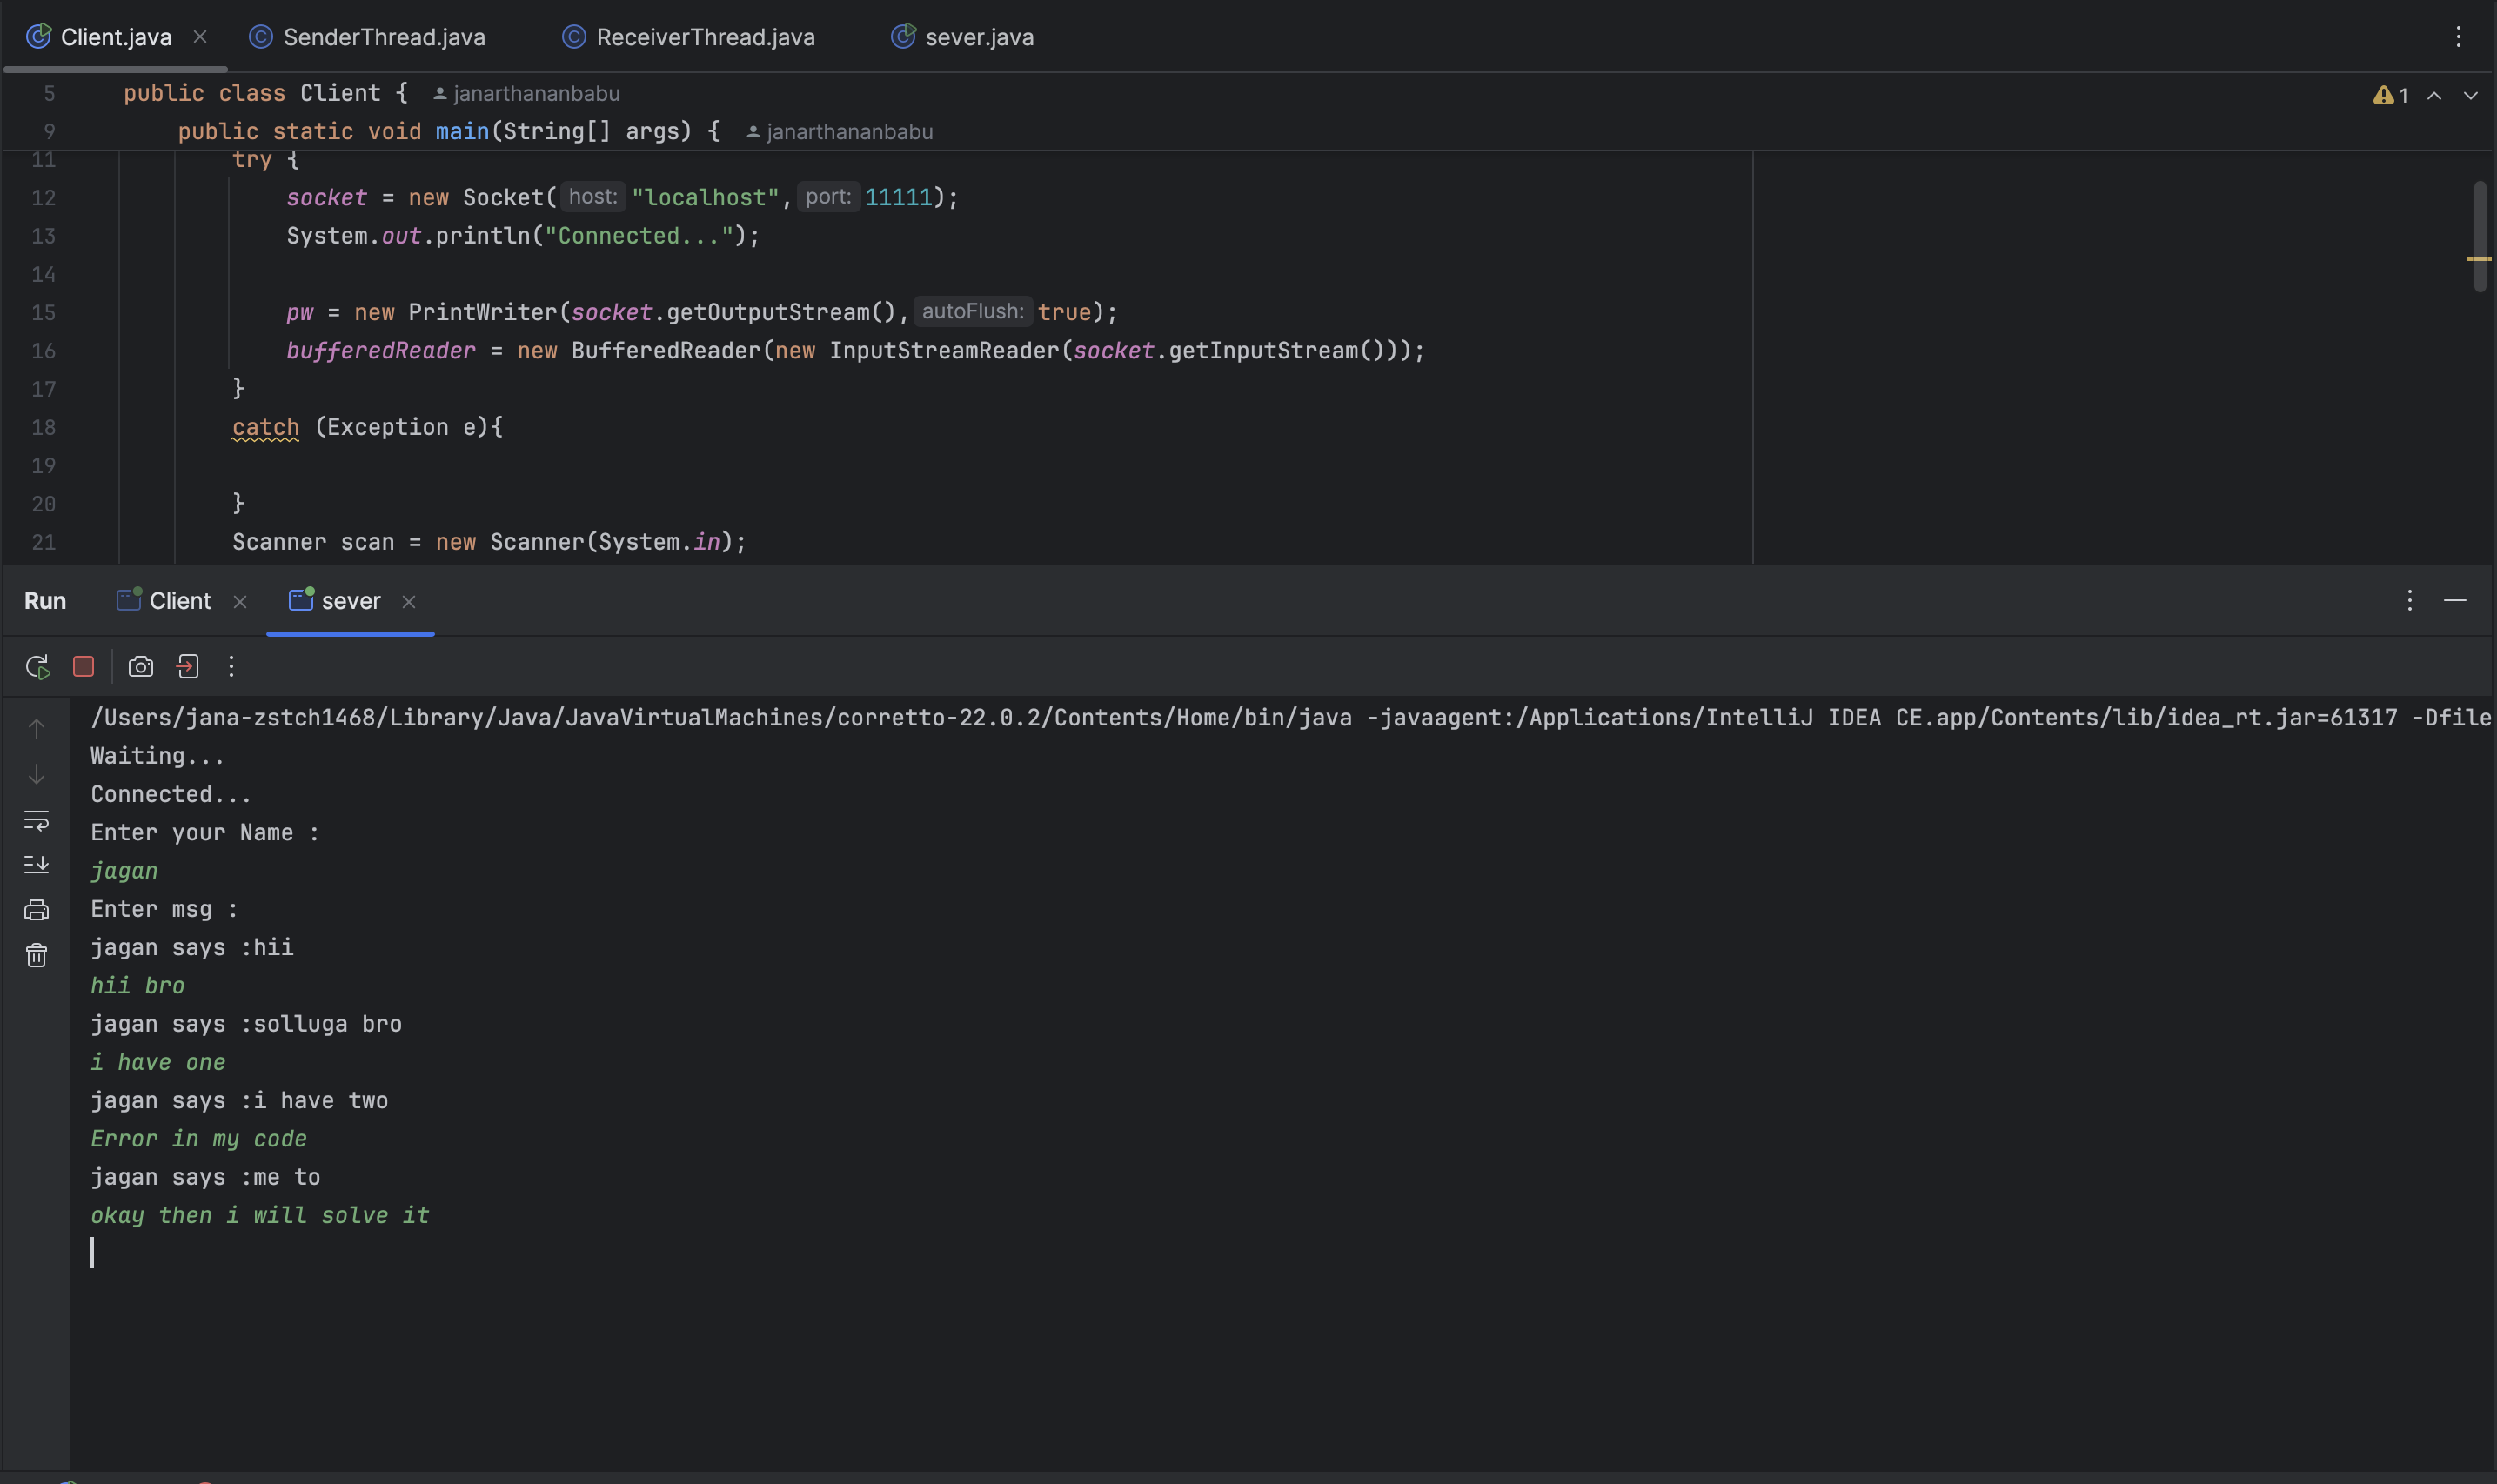 Client.java SenderThread.java ReceiverThread.java sever.java
5 public class Client { janarthananbabu 1
9 public static void main(String[] args) { janarthananbabu
11 try {
12 socket = new Socket( host: "localhost", port: 11111);
13 System.out.println("Connected...");
14
15 pw = new PrintWriter(socket.getOutputStream(), autoFlush: true);
16 bufferedReader = new BufferedReader(new InputStreamReader(socket.getInputStream()));
17 }
18 catch (Exception e){
19
20 }
21 Scanner scan = new Scanner(System.in);
Run Client sever
/Users/jana-zstch1468/Library/Java/JavaVirtualMachines/corretto-22.0.2/Contents/Home/bin/java -javaagent:/Applications/IntelliJ IDEA CE.app/Contents/lib/idea_rt.jar=61317 -Dfile
Waiting...
Connected...
Enter your Name :
jagan
Enter msg :
jagan says :hii
hii bro
jagan says :solluga bro
i have one
jagan says :i have two
Error in my code
jagan says :me to
okay then i will solve it